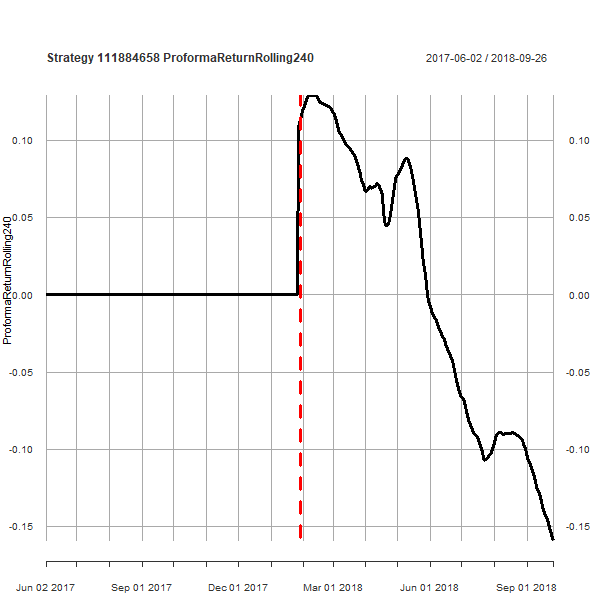 Strategy 111884658 ProformaReturnRolling240
2017-06-02 / 2018-09-26
ProformaReturnRolling240
0.10 0.10
0.05 0.05
0.00 0.00
-0.05 -0.05
-0.10 -0.10
-0.15 -0.15
Jun 02 2017 Sep 01 2017 Dec 01 2017 Mar 01 2018 Jun 01 2018 Sep 01 2018